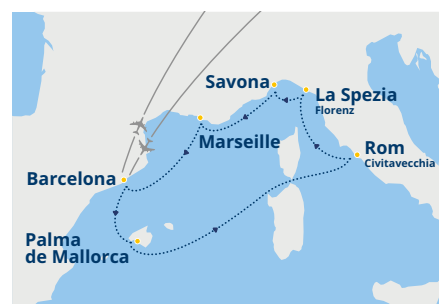 Savona
La Spezia
Florenz
Marseille
Rom
Civitavecchia
Barcelona
Palma
de Mallorca